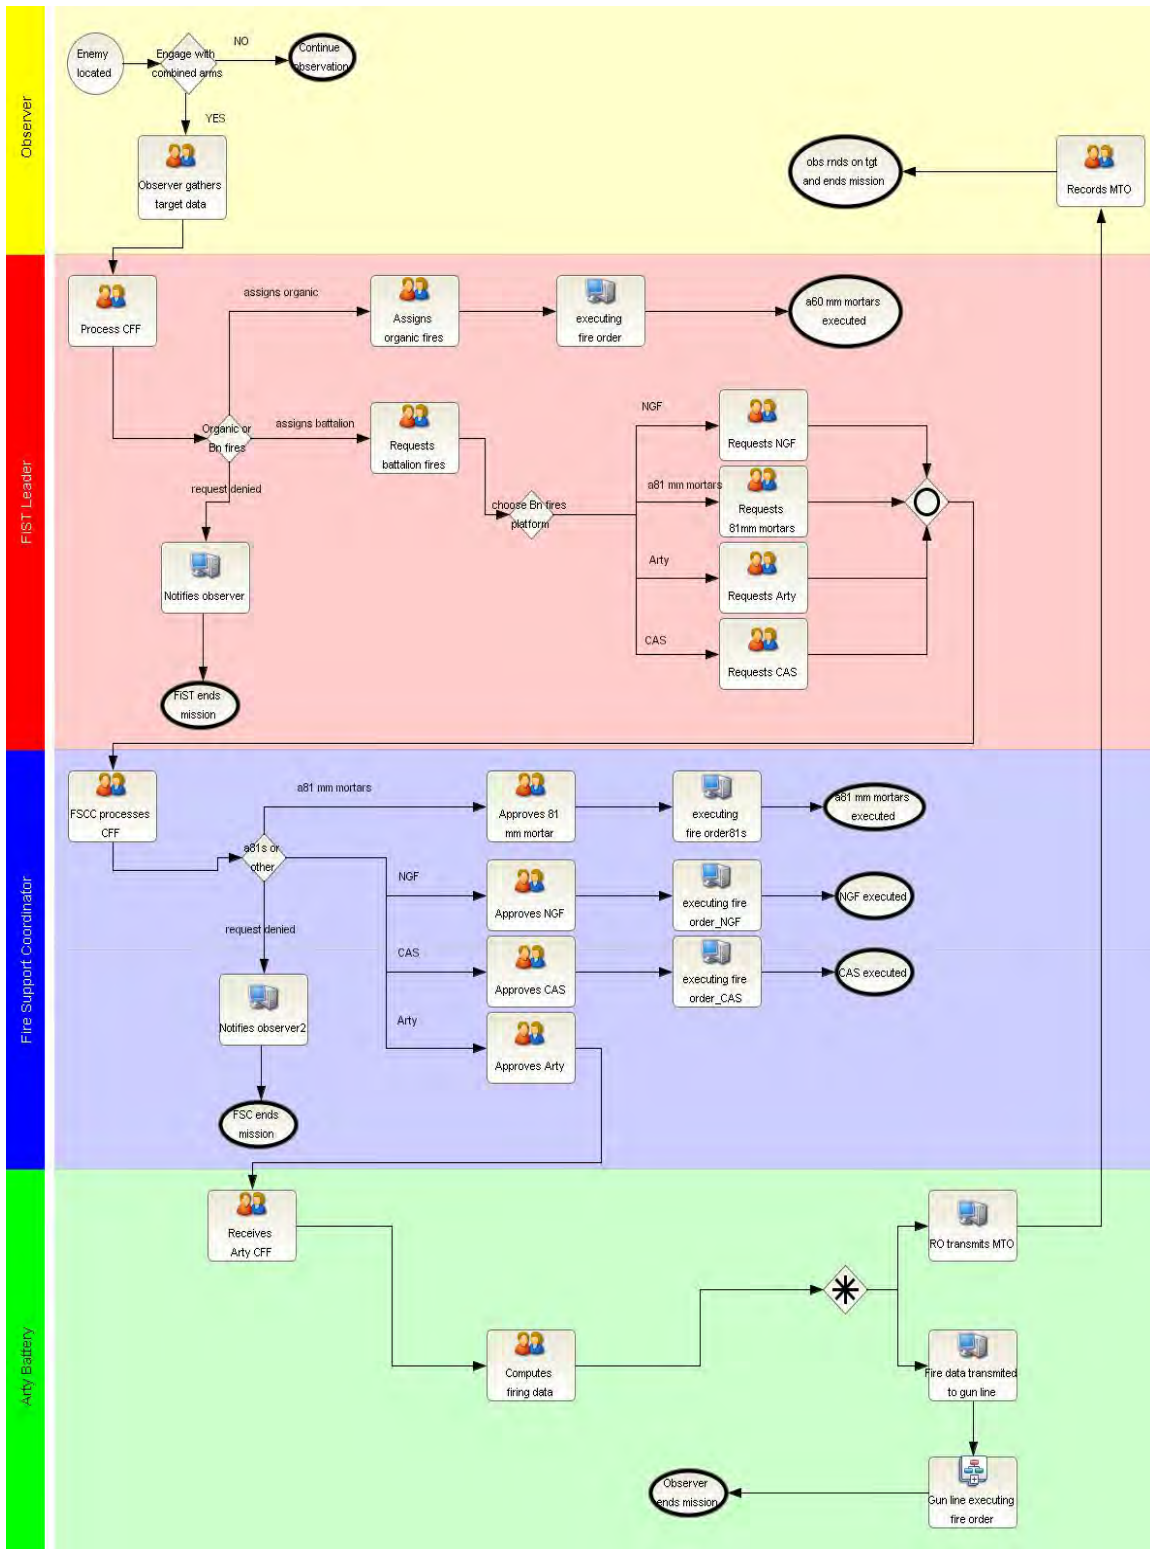 Observer
Enemy
located
Engage with
combined arms
NO
Continue
observation
YES
Observer gathers
target data
obs rnds on tgt
and ends mission
Records MTO
FiST Leader
Process CFF
assigns organic
Assigns
organic fires
executing
fire order
a60 mm mortars
executed
Organic or
Bn fires
assigns battalion
Requests
battalion fires
request denied
Notifies observer
FiST ends
mission
choose Bn fires
platform
NGF
Requests NGF
a81 mm mortars
Requests
81mm mortars
Arty
Requests Arty
CAS
Requests CAS
Fire Support Coordinator
FSCC processes
CFF
a81 mm mortars
Approves 81
mm mortar
executing
fire order81s
a81 mm mortars
executed
a81s or
other
NGF
Approves NGF
executing fire
order_NGF
NGF executed
request denied
CAS
Approves CAS
executing fire
order_CAS
CAS executed
Notifies observer2
Arty
Approves Arty
FSC ends
mission
Arty Battery
Receives
Arty CFF
RO transmits MTO
Computes
firing data
Fire data transmited
to gun line
Observer
ends mission
Gun line executing
fire order